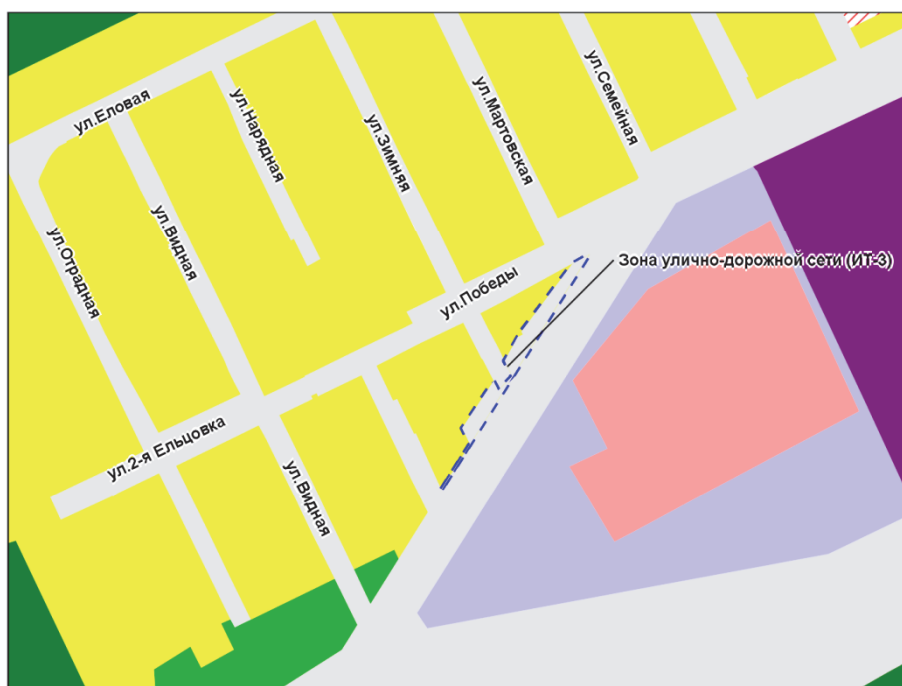 ул.Еловая
ул.Нарядная
ул.Зимняя
ул.Мартовская
ул.Семейная
ул.Отрадная
ул.Видная
Зона улично-дорожной сети (ИТ-3)
ул.Победы
ул.2-я Ельцовка
ул.Видная